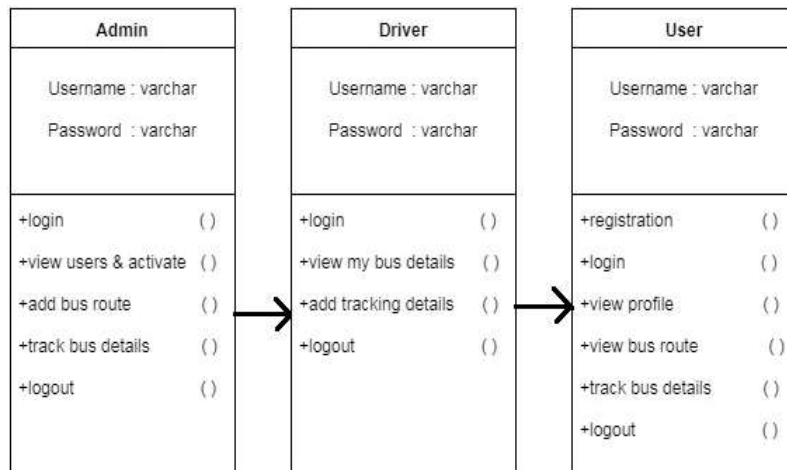 Admin
Username : varchar
Password : varchar
+login ( )
+view users & activate ( )
+add bus route ( )
+track bus details ( )
+logout ( )
Driver
Username : varchar
Password : varchar
+login ( )
+view my bus details ( )
+add tracking details ( )
+logout ( )
User
Username : varchar
Password : varchar
+registration ( )
+login ( )
+view profile ( )
+view bus route ( )
+track bus details ( )
+logout ( )